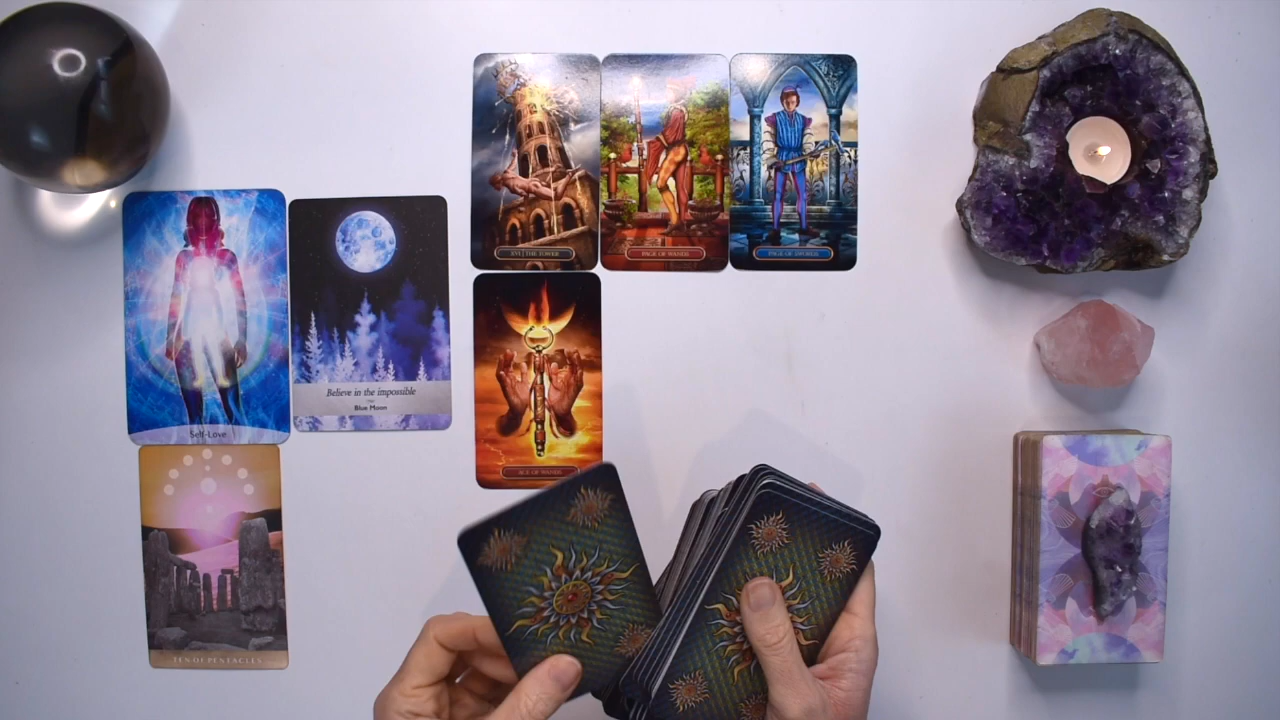 XVI | THE TOWER
PAGE OF WANDS
PAGE OF SWORDS
Self-Love
Believe in the impossible
Blue Moon
ACE OF WANDS
TEN OF PENTACLES